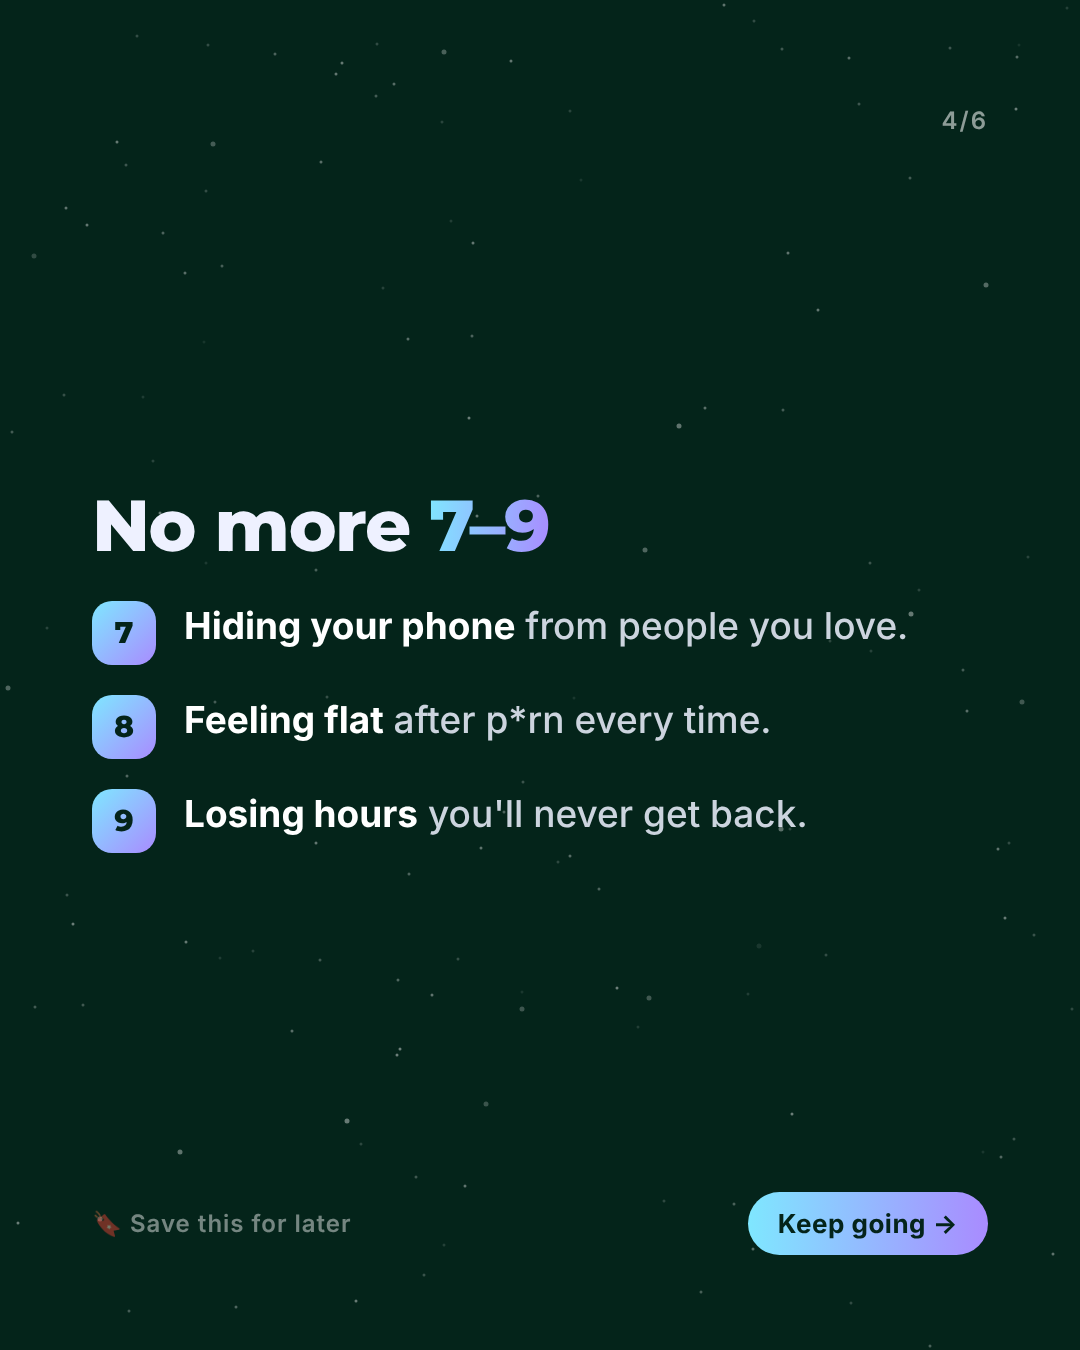 4/6
No more 7–9
7 Hiding your phone from people you love.
8 Feeling flat after p*rn every time.
9 Losing hours you'll never get back.
🔖 Save this for later
Keep going →